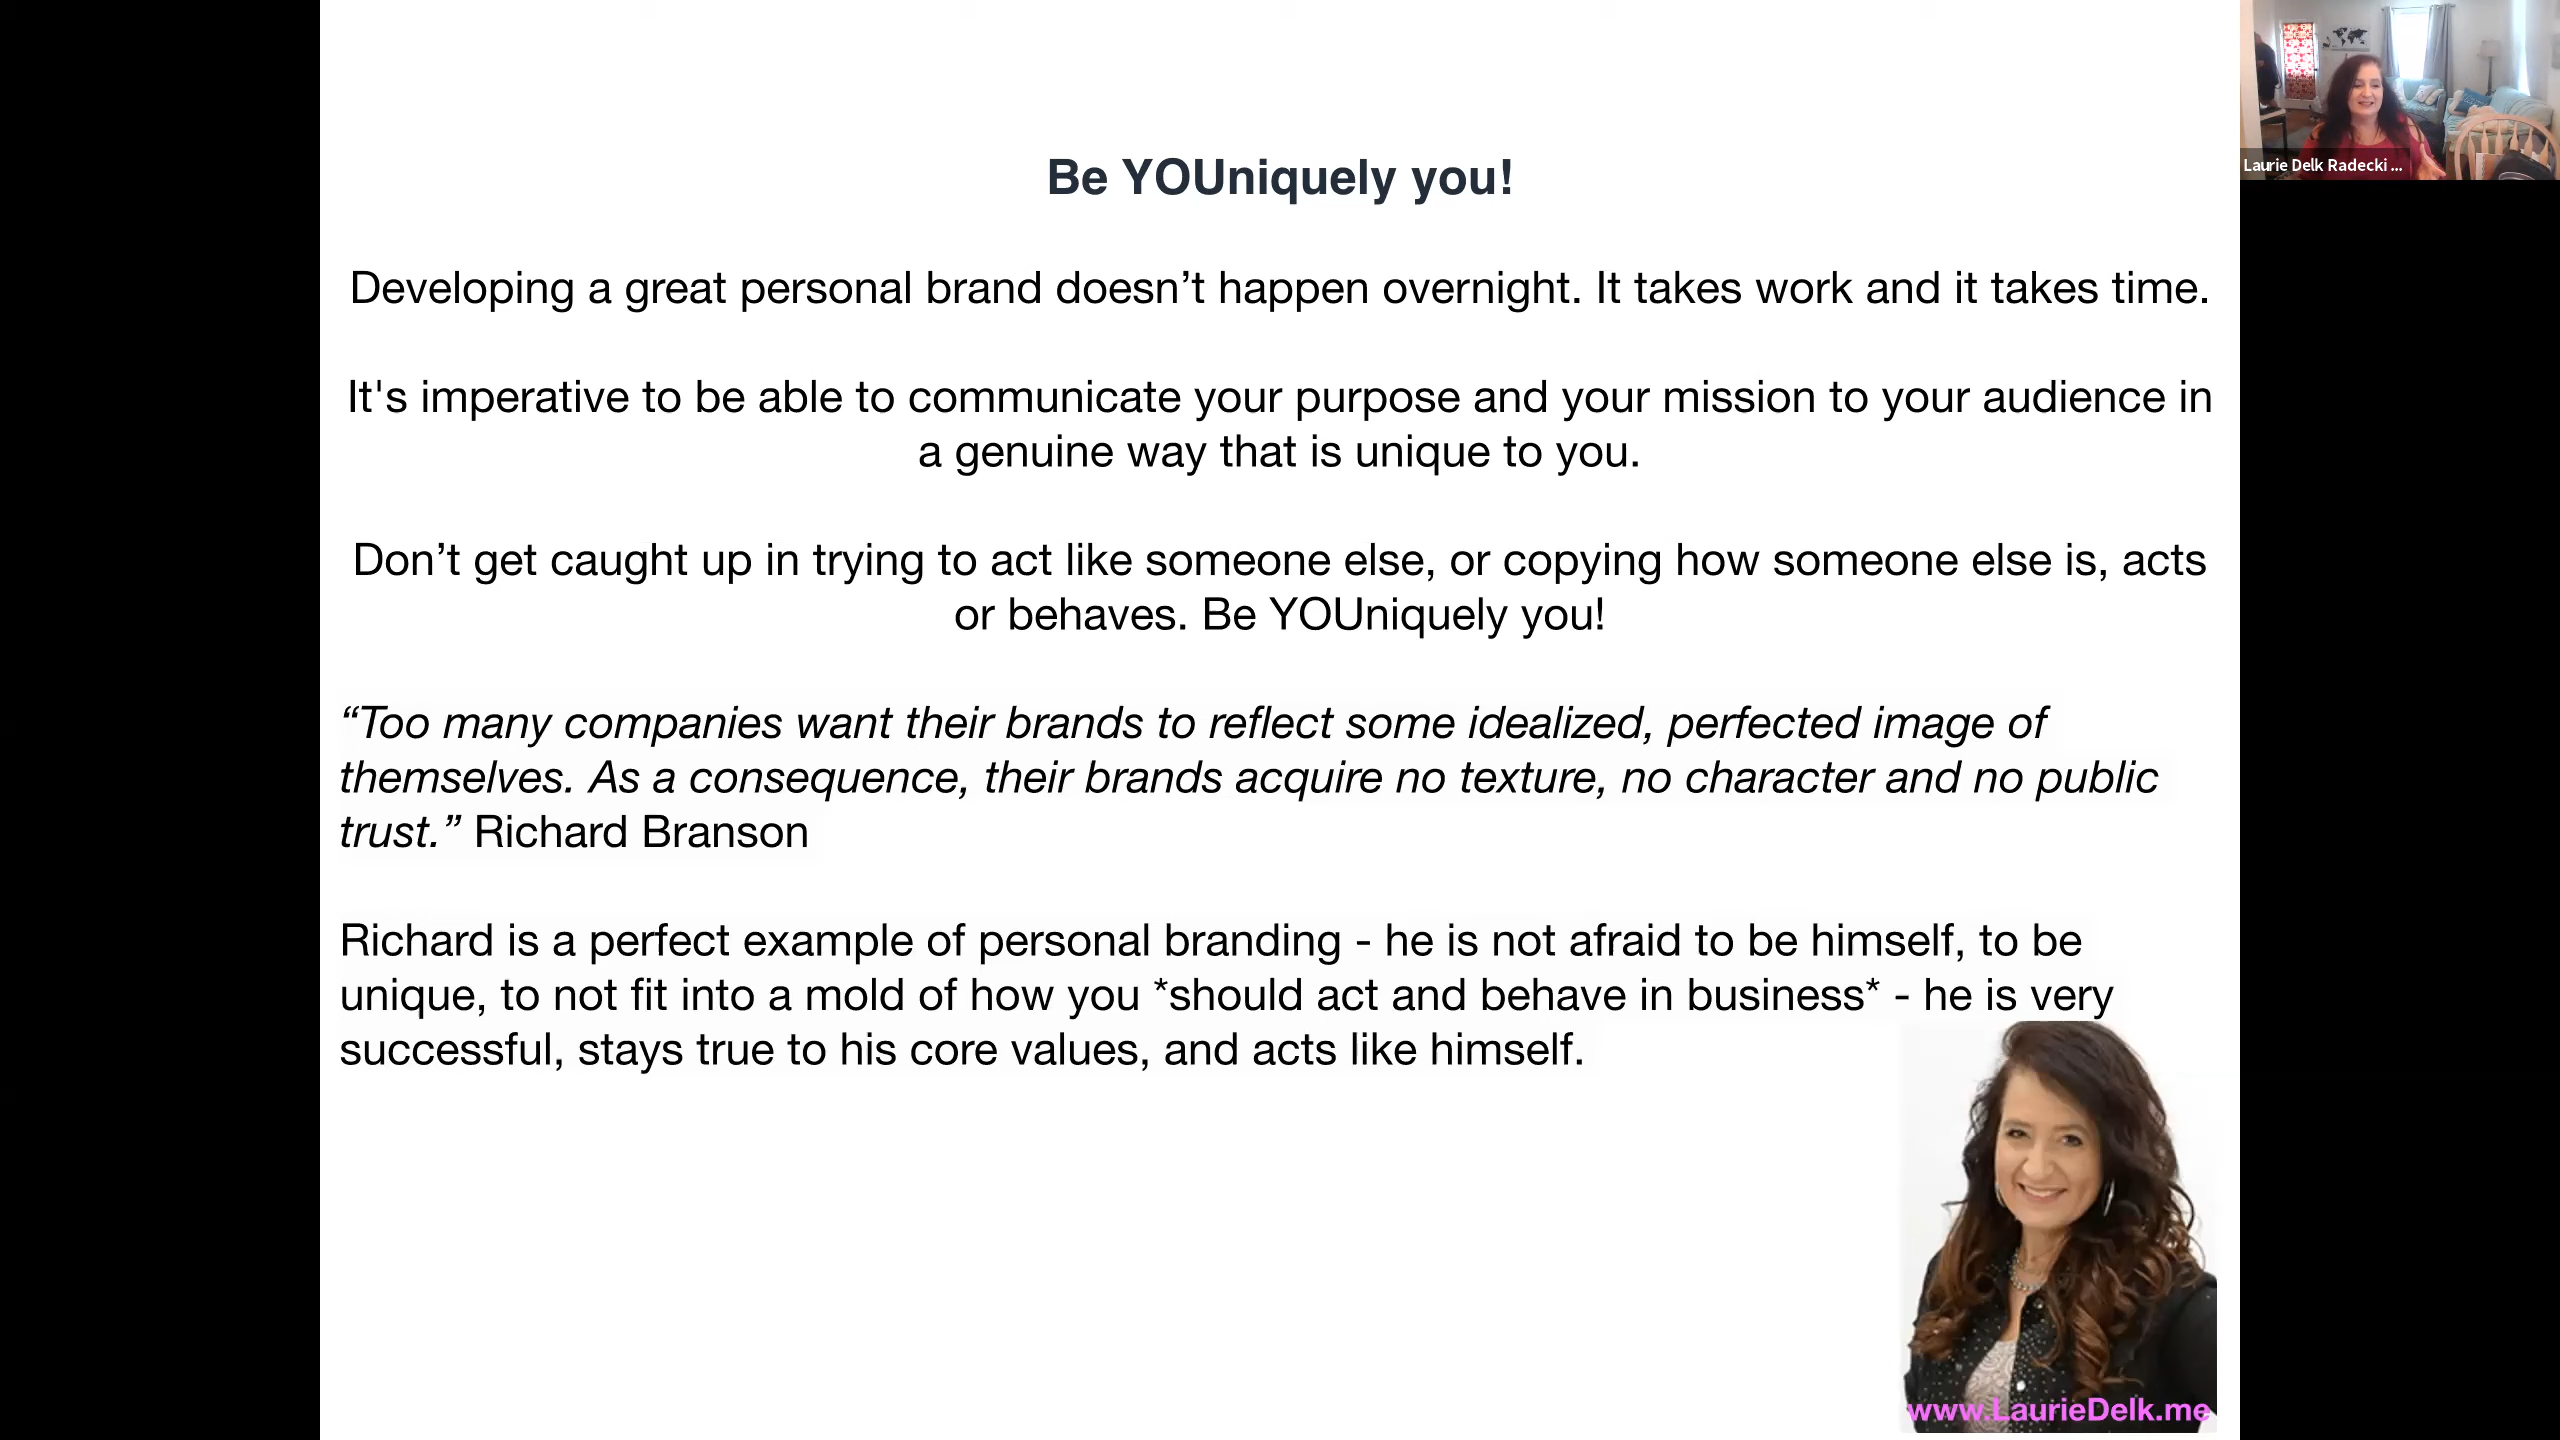 Be YOUniquely you!
Developing a great personal brand doesn’t happen overnight. It takes work and it takes time.
It's imperative to be able to communicate your purpose and your mission to your audience in
a genuine way that is unique to you.
Don’t get caught up in trying to act like someone else, or copying how someone else is, acts
or behaves. Be YOUniquely you!
“Too many companies want their brands to reflect some idealized, perfected image of
themselves. As a consequence, their brands acquire no texture, no character and no public
trust.” Richard Branson
Richard is a perfect example of personal branding - he is not afraid to be himself, to be
unique, to not fit into a mold of how you *should act and behave in business* - he is very
successful, stays true to his core values, and acts like himself.
www.LaurieDelk.me
Laurie Delk Radecki ...